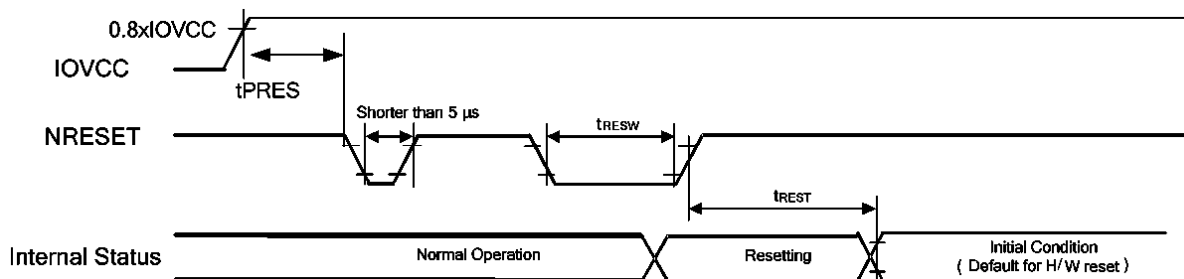 0.8xIOVCC
IOVCC
tPRES
Shorter than 5 µs
NRESET
tRESW
tREST
Internal Status
Normal Operation
Resetting
Initial Condition
( Default for H/W reset )